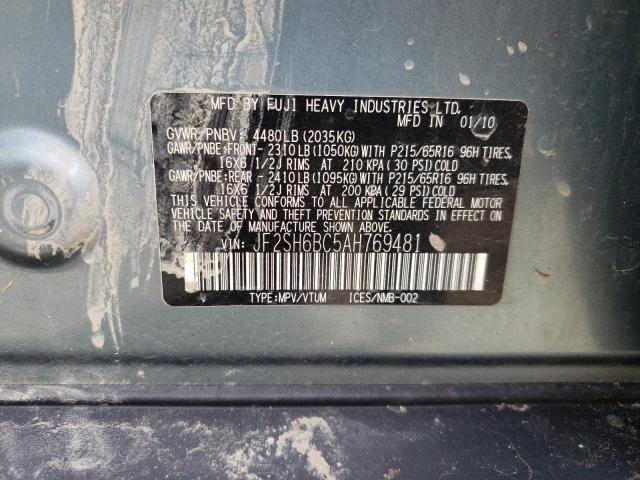 MFD BY FUJI HEAVY INDUSTRIES LTD.
MFD IN 01/10
GVWR/PNBV: 4480LB(2035KG)
GAWR/PNBE:FRONT- 2310LB(1050KG)WITH P215/65R16 96H TIRES,
16X6 1/2J RIMS AT 210 KPA(30 PSI)COLD
GAWR/PNBE:REAR - 2410LB(1095KG)WITH P215/65R16 96H TIRES,
16X6 1/2J RIMS AT 200 KPA(29 PSI)COLD
THIS VEHICLE CONFORMS TO ALL APPLICABLE FEDERAL MOTOR
VEHICLE SAFETY AND THEFT PREVENTION STANDARDS IN EFFECT ON
THE DATE OF MANUFACTURE SHOWN ABOVE.
VIN: JF2SH6BC5AH769481
TYPE:MPV/VTUM ICES/NMB-002